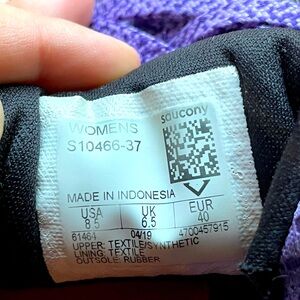 WOMENS
saucony
S10466-37
MADE IN INDONESIA
USA UK EUR
8.5 6.5 40
61464 04/19 4700457915
UPPER: TEXTILE/SYNTHETIC
LINING: TEXTILE
OUTSOLE: RUBBER